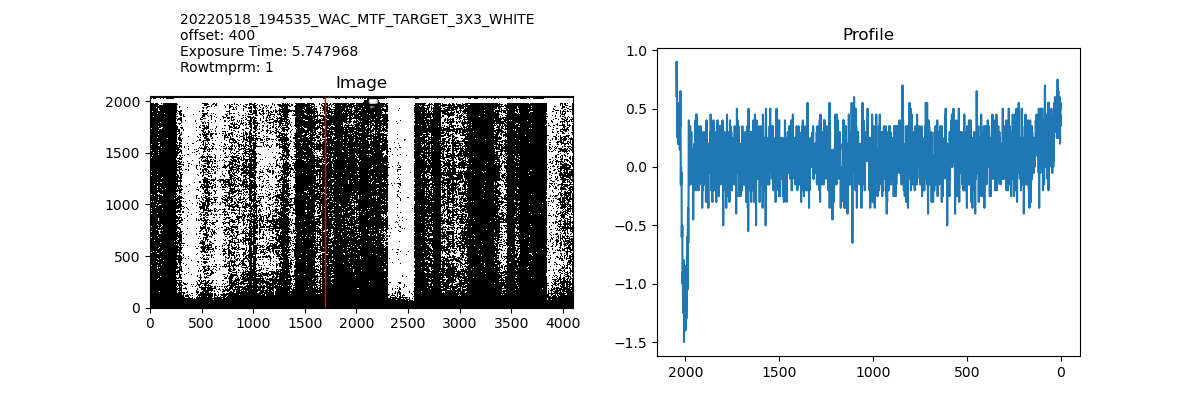 20220518_194535_WAC_MTF_TARGET_3X3_WHITE
offset: 400
Exposure Time: 5.747968
Rowtmprm: 1
Image
2000
1500
1000
500
0
0 500 1000 1500 2000 2500 3000 3500 4000
Profile
1.0
0.5
0.0
−0.5
−1.0
−1.5
2000 1500 1000 500 0